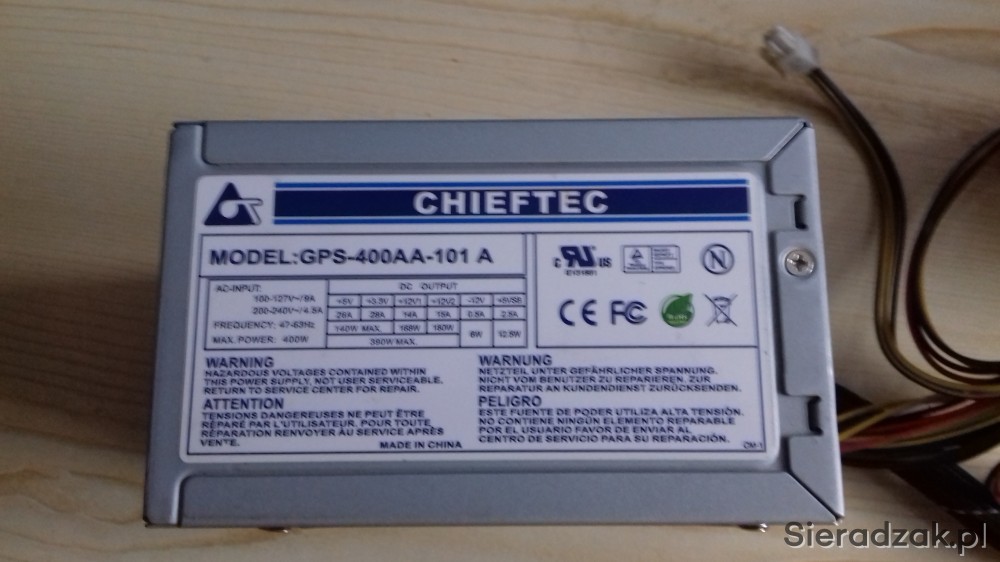 CHIEFTEC
MODEL:GPS-400AA-101 A
AC-INPUT:
100-127V~/8A
200-240V~/4.5A
FREQUENCY: 47-63Hz
MAX. POWER: 400W
DC OUTPUT
+5V +3.3V +12V1 +12V2 -12V +5VSB
26A 28A 14A 15A 0.5A 2.5A
140W MAX. 168W 180W 6W 12.5W
380W MAX.
c US
E131881
CE FC N
WARNING
HAZARDOUS VOLTAGES CONTAINED WITHIN
THIS POWER SUPPLY, NOT USER SERVICEABLE,
RETURN TO SERVICE CENTER FOR REPAIR.
ATTENTION
TENSIONS DANGEREUSES NE PEUT ÊTRE
RÉPARÉ PAR L'UTILISATEUR. POUR TOUTE
RÉPARATION RENVOYER AU SERVICE APRÈS
VENTE.
MADE IN CHINA
WARNUNG
NETZTEIL UNTER GEFÄHRLICHER SPANNUNG.
NICHT VOM BENUTZER ZU REPARIEREN. ZUR
REPARATUR AN KUNDENDIENST ZURÜCKSENDEN.
PELIGRO
ESTE FUENTE DE PODER UTILIZA ALTA TENSIÓN.
NO CONTIENE NINGÚN ELEMENTO REPARABLE
POR EL USUARIO FAVOR DE ENVIAR AL
CENTRO DE SERVICIO PARA SU REPARACIÓN.
OM-1
Sieradzak.pl